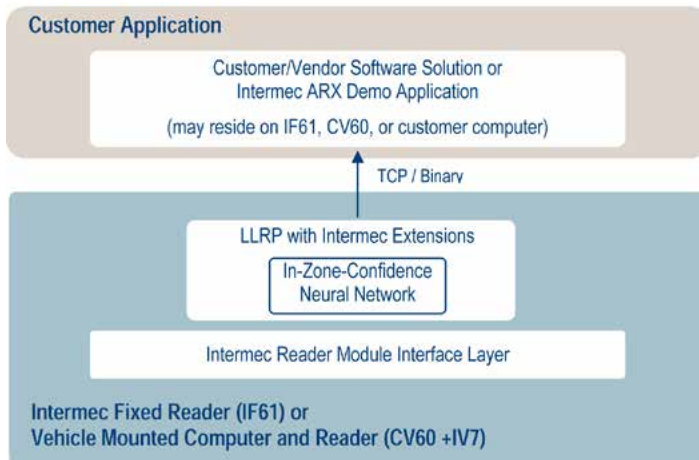 Customer Application
Customer/Vendor Software Solution or
Intermec ARX Demo Application
(may reside on IF61, CV60, or customer computer)
TCP / Binary
LLRP with Intermec Extensions
In-Zone-Confidence
Neural Network
Intermec Reader Module Interface Layer
Intermec Fixed Reader (IF61) or
Vehicle Mounted Computer and Reader (CV60 +IV7)